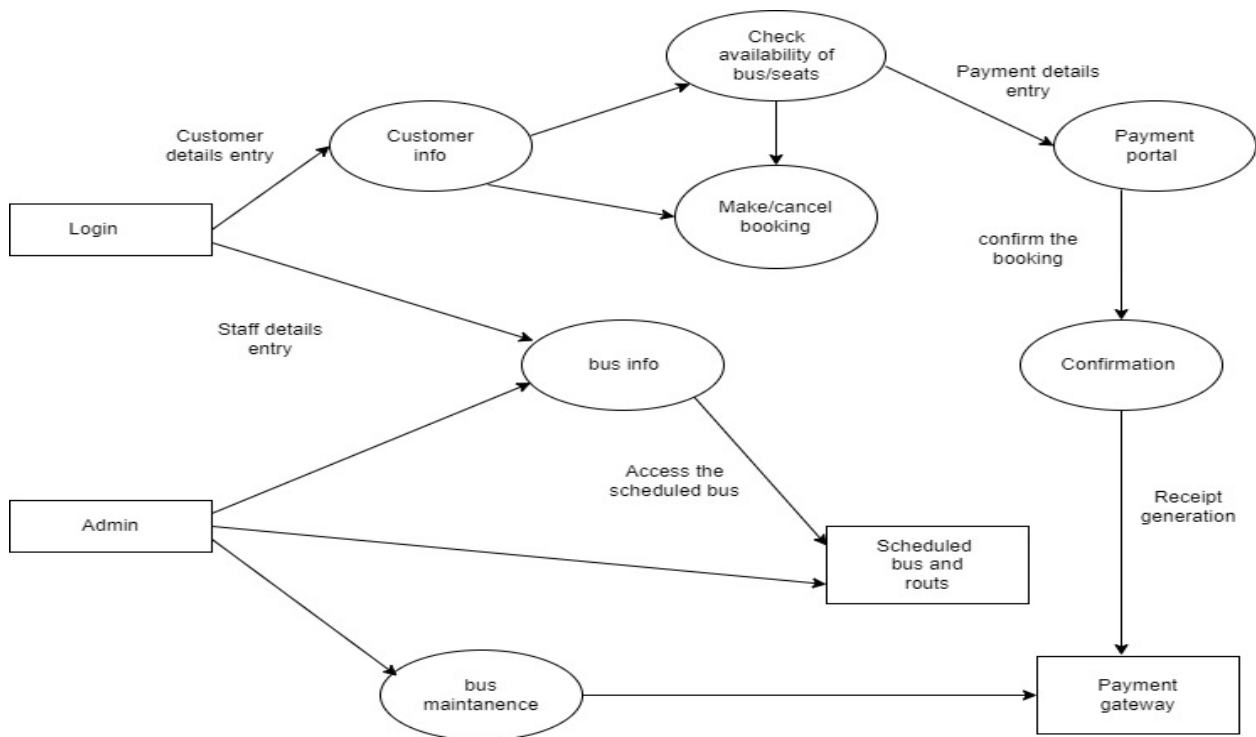 Check
availability of
bus/seats
Payment details
entry
Customer
details entry
Customer
info
Payment
portal
Login
Make/cancel
booking
confirm the
booking
Staff details
entry
bus info
Confirmation
Access the
scheduled bus
Admin
Receipt
generation
Scheduled
bus and
routs
bus
maintanence
Payment
gateway